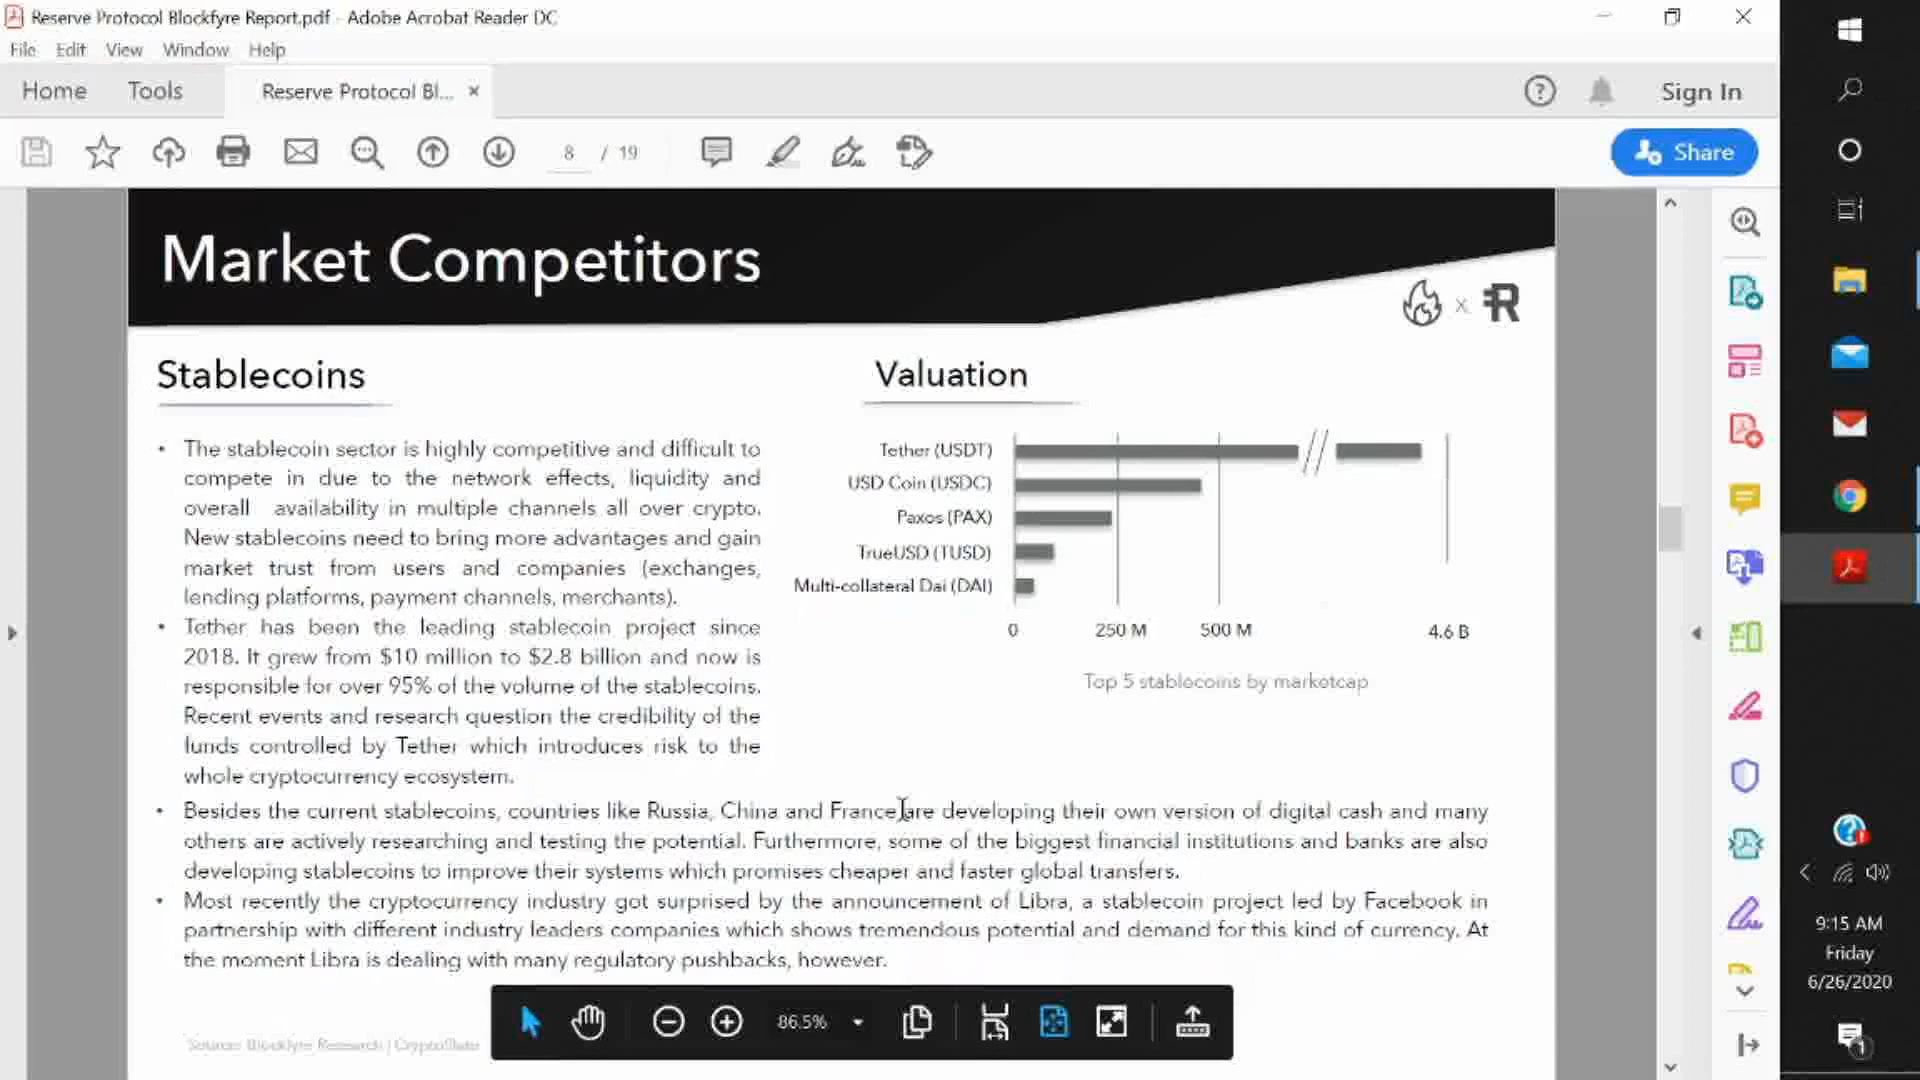 Reserve Protocol Blockfyre Report.pdf - Adobe Acrobat Reader DC
File Edit View Window Help
Home Tools Reserve Protocol Bl... × Sign In
8 / 19 Share
Market Competitors
X R
Stablecoins
• The stablecoin sector is highly competitive and difficult to
compete in due to the network effects, liquidity and
overall availability in multiple channels all over crypto.
New stablecoins need to bring more advantages and gain
market trust from users and companies (exchanges,
lending platforms, payment channels, merchants).
• Tether has been the leading stablecoin project since
2018. It grew from $10 million to $2.8 billion and now is
responsible for over 95% of the volume of the stablecoins.
Recent events and research question the credibility of the
funds controlled by Tether which introduces risk to the
whole cryptocurrency ecosystem.
Valuation
Tether (USDT)
USD Coin (USDC)
Paxos (PAX)
TrueUSD (TUSD)
Multi-collateral Dai (DAI)
0 250 M 500 M 4.6 B
Top 5 stablecoins by marketcap
• Besides the current stablecoins, countries like Russia, China and France are developing their own version of digital cash and many
others are actively researching and testing the potential. Furthermore, some of the biggest financial institutions and banks are also
developing stablecoins to improve their systems which promises cheaper and faster global transfers.
• Most recently the cryptocurrency industry got surprised by the announcement of Libra, a stablecoin project led by Facebook in
partnership with different industry leaders companies which shows tremendous potential and demand for this kind of currency. At
the moment Libra is dealing with many regulatory pushbacks, however.
Source: Blockfyre Research | CryptoSlate
86.5%
9:15 AM
Friday
6/26/2020
1